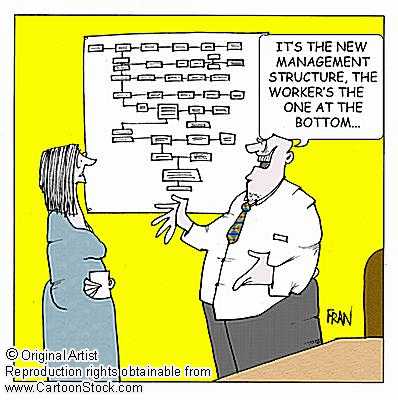 IT'S THE NEW
MANAGEMENT
STRUCTURE, THE
WORKER'S THE
ONE AT THE
BOTTOM...
FRAN
© Original Artist
Reproduction rights obtainable from
www.CartoonStock.com